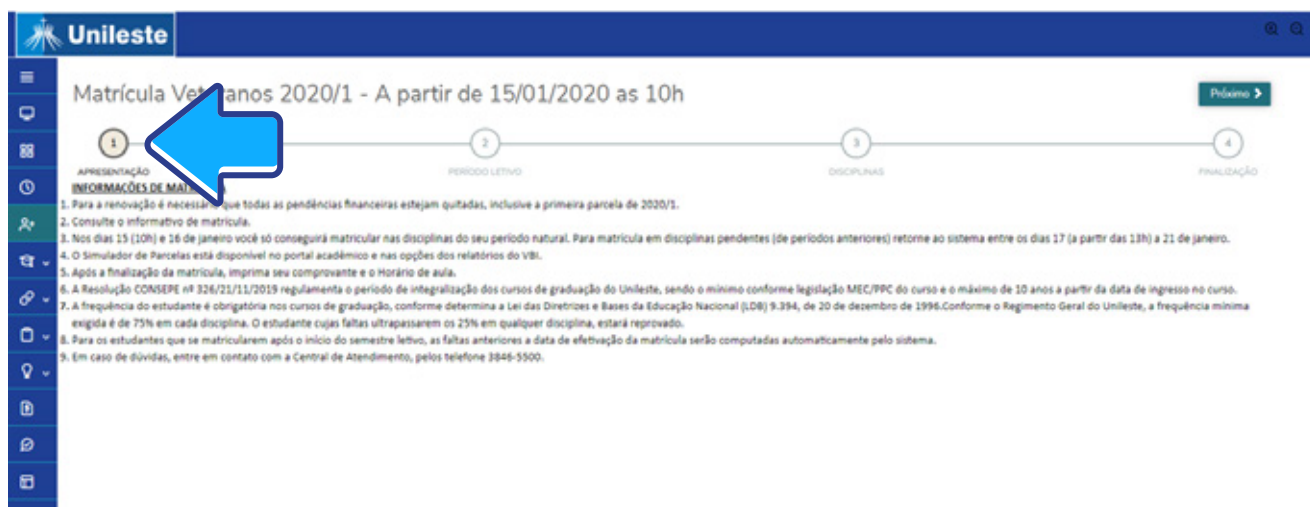 Unileste
Matrícula Veteranos 2020/1 - A partir de 15/01/2020 as 10h
Próximo
1
2
3
4
APRESENTAÇÃO
PERÍODO LETIVO
DISCIPLINAS
FINALIZAÇÃO
INFORMAÇÕES DE
1. Para a renovação é necessário que todas as pendências financeiras estejam quitadas, inclusive a primeira parcela de 2020/1.
2. Consulte o informativo de matrícula.
3. Nos dias 15 (10h) e 16 de janeiro você só conseguirá matricular nas disciplinas do seu período natural. Para matrícula em disciplinas pendentes (de períodos anteriores) retorne ao sistema entre os dias 17 (a partir das 13h) a 21 de janeiro.
4. O Simulador de Parcelas está disponível no portal acadêmico e nas opções dos relatórios do VBI.
5. Após a finalização da matrícula, imprima seu comprovante e o Horário de aula.
6. A Resolução CONSEPE nº 326/21/11/2019 regulamenta o período de integralização dos cursos de graduação do Unileste, sendo o mínimo conforme legislação MEC/PPC do curso e o máximo de 10 anos a partir da data de ingresso no curso.
7. A frequência do estudante é obrigatória nos cursos de graduação, conforme determina a Lei das Diretrizes e Bases da Educação Nacional (LDB) 9.394, de 20 de dezembro de 1996.Conforme o Regimento Geral do Unileste, a frequência mínima
exigida é de 75% em cada disciplina. O estudante cujas faltas ultrapassarem os 25% em qualquer disciplina, estará reprovado.
8. Para os estudantes que se matricularem após o início do semestre letivo, as faltas anteriores a data de efetivação da matrícula serão computadas automaticamente pelo sistema.
9. Em caso de dúvidas, entre em contato com a Central de Atendimento, pelos telefone 3846-5500.